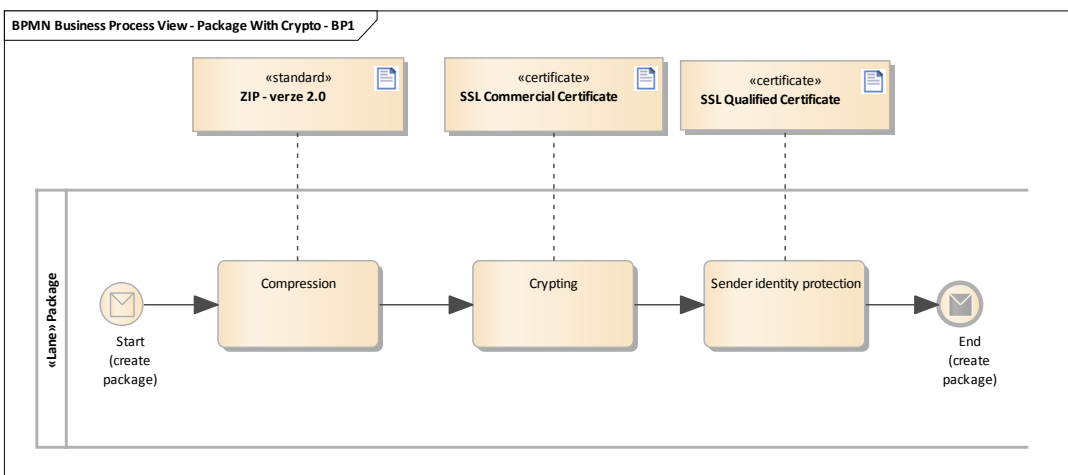 BPMN Business Process View - Package With Crypto - BP1
«standard»
ZIP - verze 2.0
«certificate»
SSL Commercial Certificate
«certificate»
SSL Qualified Certificate
«Lane» Package
Start
(create
package)
Compression
Crypting
Sender identity protection
End
(create
package)